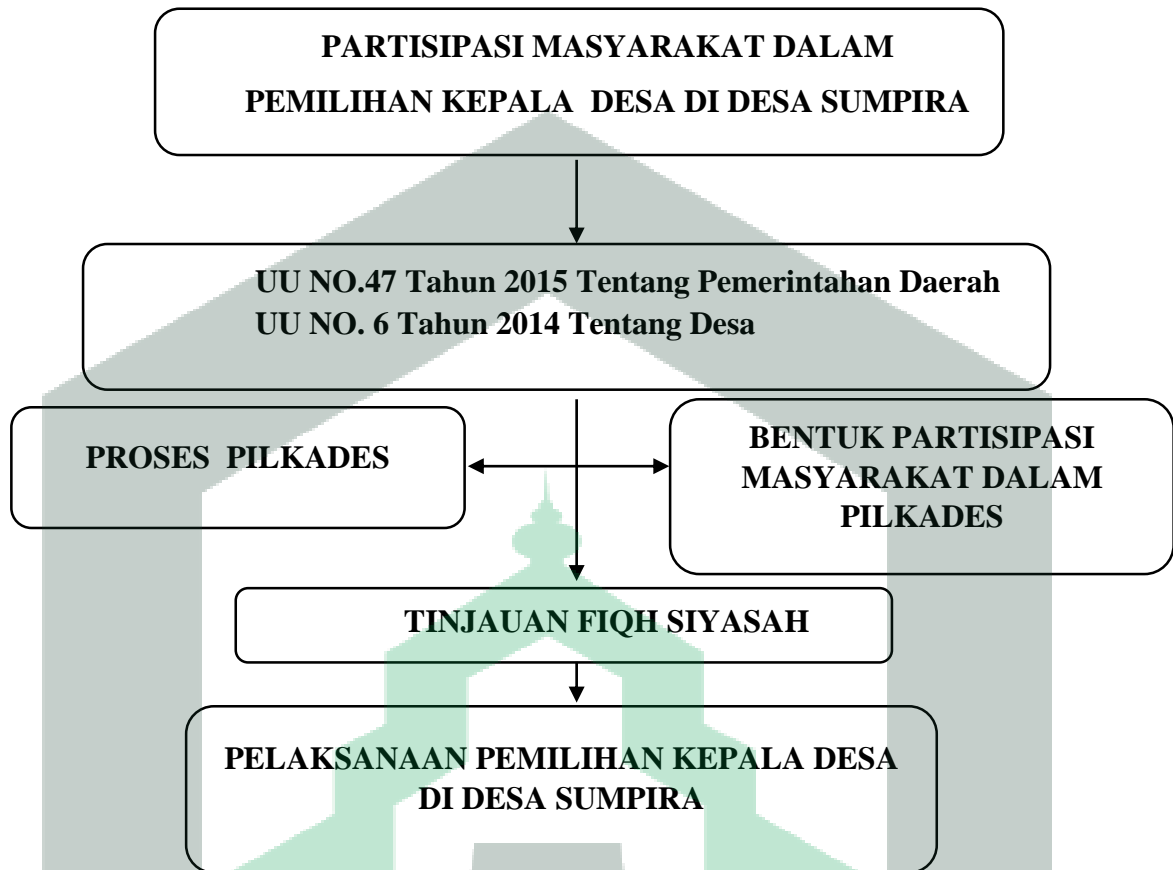 PARTISIPASI MASYARAKAT DALAM
PEMILIHAN KEPALA DESA DI DESA SUMPIRA
UU NO.47 Tahun 2015 Tentang Pemerintahan Daerah
UU NO. 6 Tahun 2014 Tentang Desa
PROSES PILKADES
BENTUK PARTISIPASI
MASYARAKAT DALAM
PILKADES
TINJAUAN FIQH SIYASAH
PELAKSANAAN PEMILIHAN KEPALA DESA
DI DESA SUMPIRA